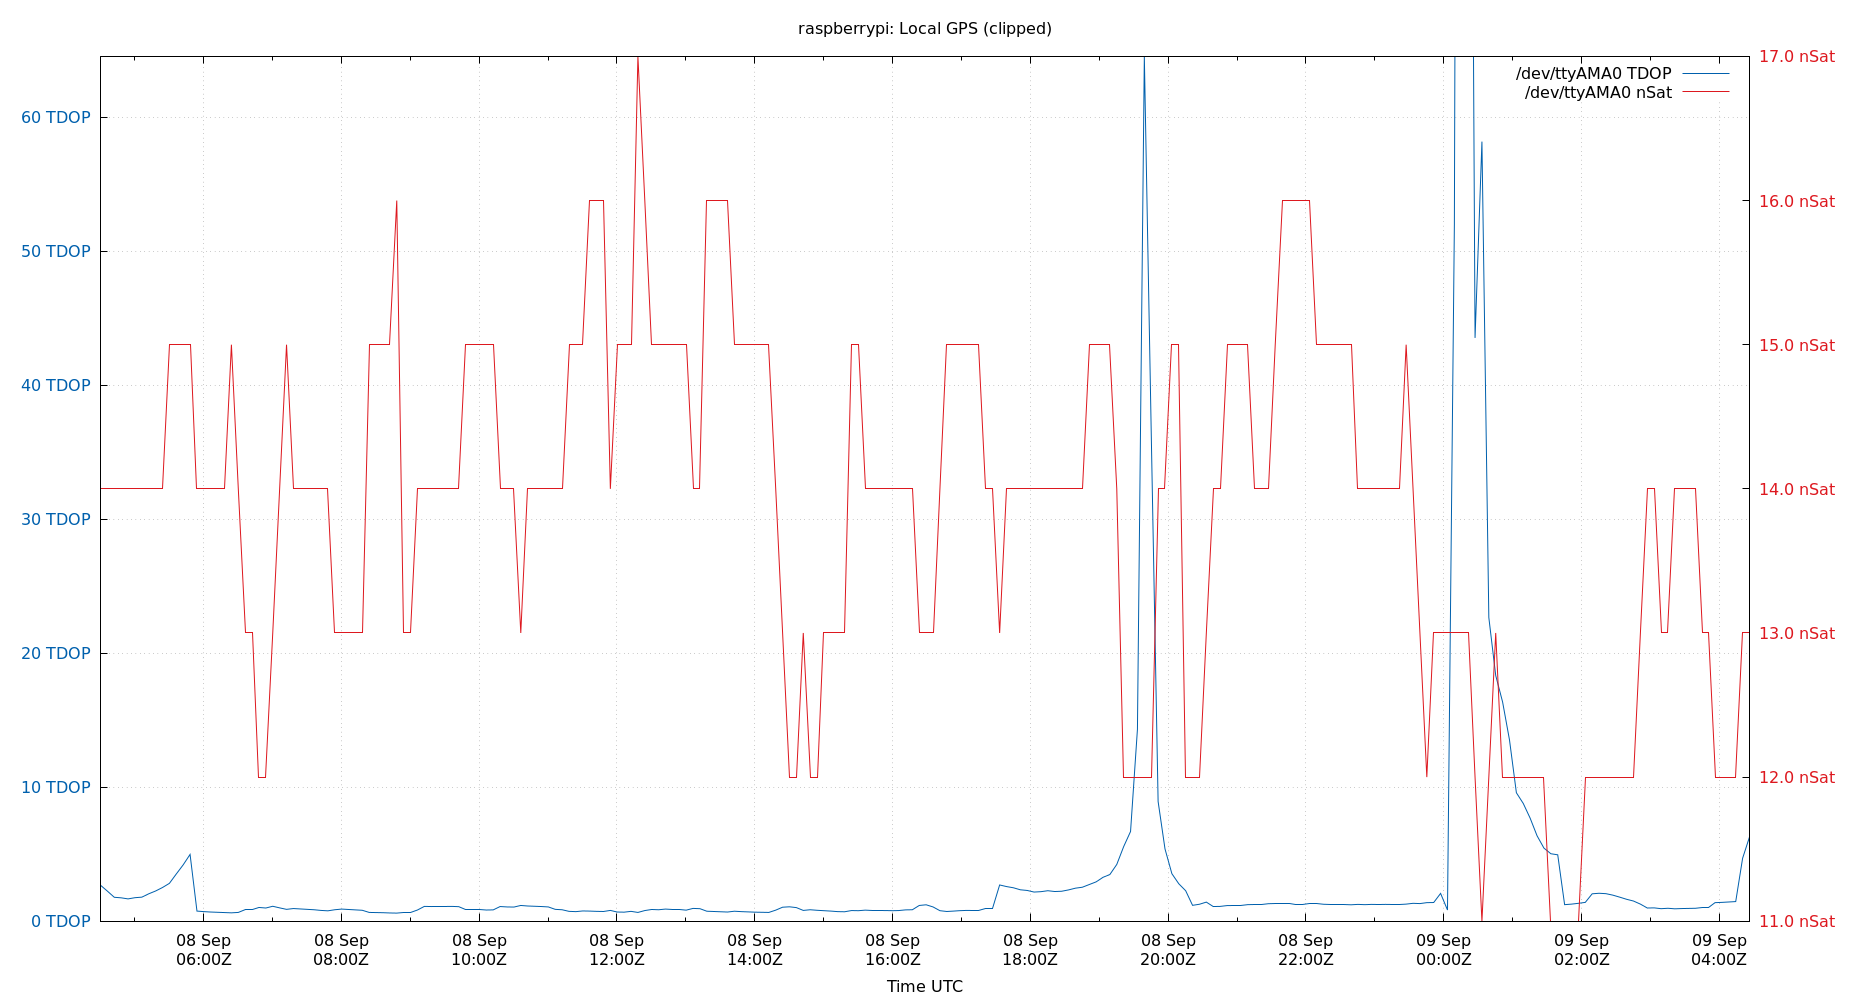 raspberrypi: Local GPS (clipped)
17.0 nSat
/dev/ttyAMA0 TDOP
/dev/ttyAMA0 nSat
60 TDOP
16.0 nSat
50 TDOP
15.0 nSat
40 TDOP
14.0 nSat
30 TDOP
13.0 nSat
20 TDOP
12.0 nSat
10 TDOP
0 TDOP
11.0 nSat
08 Sep 08 Sep 08 Sep 08 Sep 08 Sep 08 Sep 08 Sep 08 Sep 08 Sep 09 Sep 09 Sep 09 Sep
06:00Z 08:00Z 10:00Z 12:00Z 14:00Z 16:00Z 18:00Z 20:00Z 22:00Z 00:00Z 02:00Z 04:00Z
Time UTC